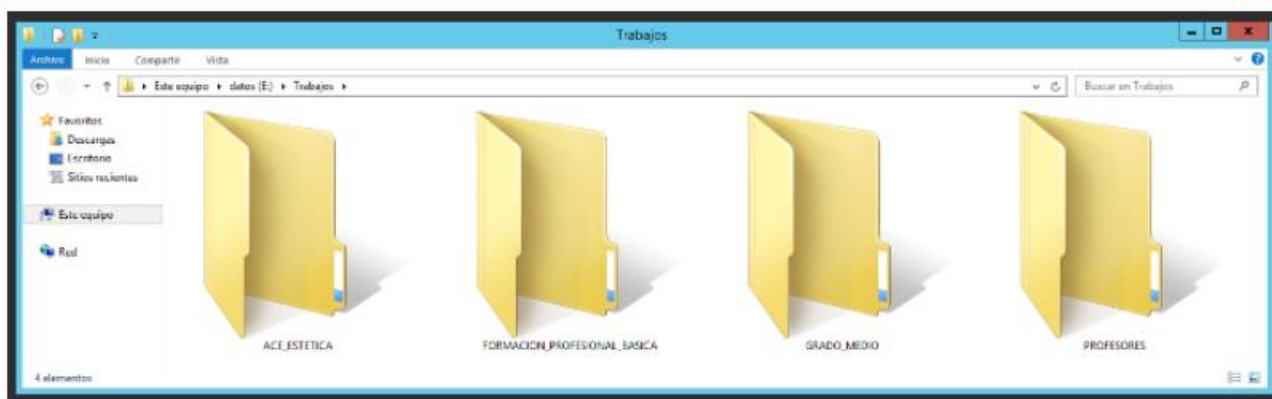 Trabajos
Archivo Inicio Compartir Vista
Este equipo datos (E:) Trabajos
Buscar en Trabajos
Favoritos
Descargas
Escritorio
Sitios recientes
Este equipo
Red
ACE_ESTETICA
FORMACION_PROFESIONAL_BASICA
GRADO_MEDIO
PROFESORES
4 elementos